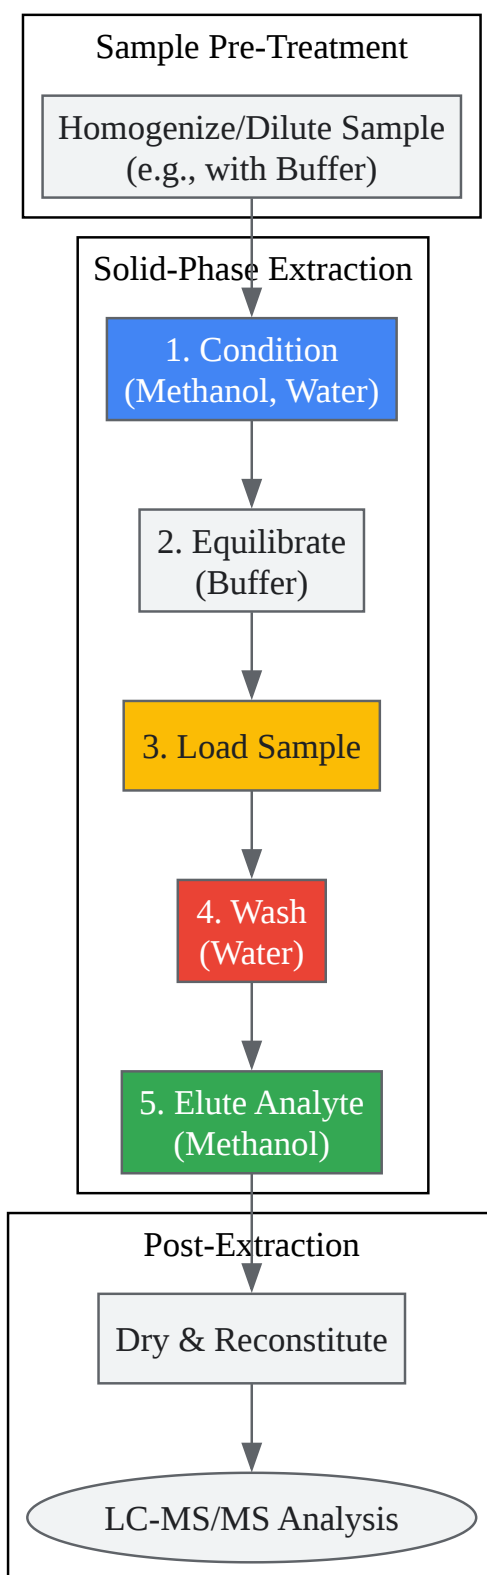 Sample Pre-Treatment
Homogenize/Dilute Sample
(e.g., with Buffer)
Solid-Phase Extraction
1. Condition
(Methanol, Water)
2. Equilibrate
(Buffer)
3. Load Sample
4. Wash
(Water)
5. Elute Analyte
(Methanol)
Post-Extraction
Dry & Reconstitute
LC-MS/MS Analysis